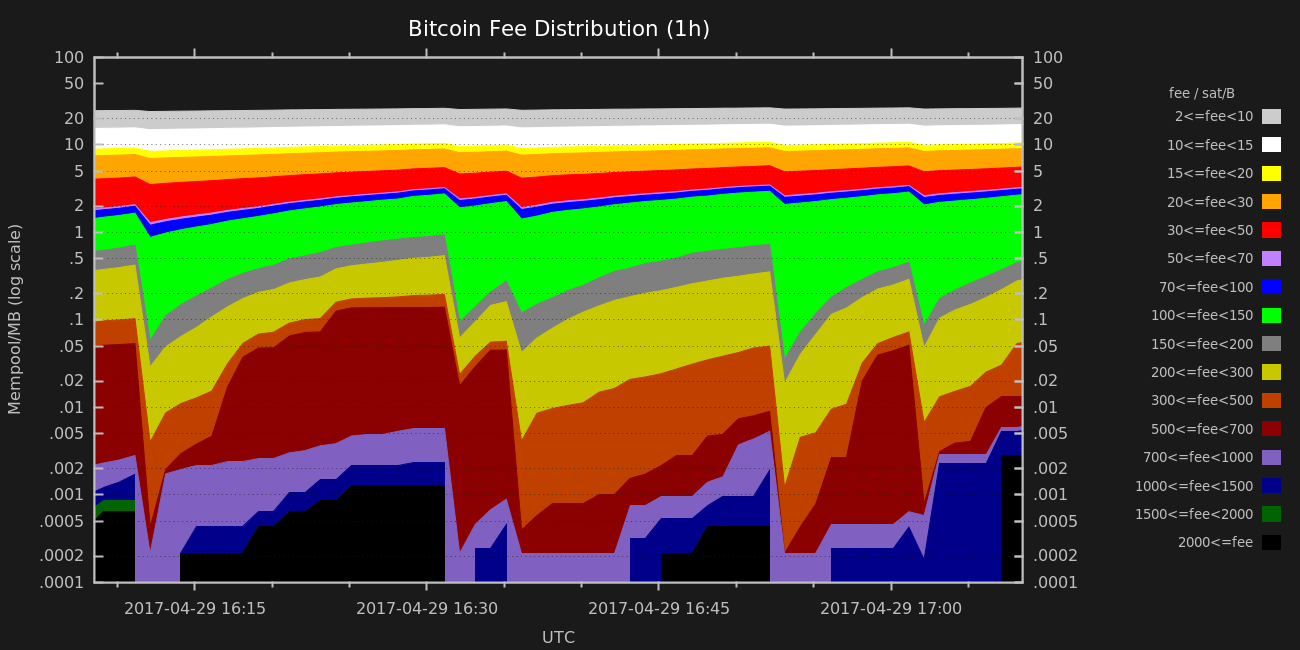 Bitcoin Fee Distribution (1h)
100 100
50 50
20 20
10 10
5 5
2 2
1 1
.5 .5
.2 .2
.1 .1
.05 .05
.02 .02
.01 .01
.005 .005
.002 .002
.001 .001
.0005 .0005
.0002 .0002
.0001 .0001
Mempool/MB (log scale)
2017-04-29 16:15 2017-04-29 16:30 2017-04-29 16:45 2017-04-29 17:00
UTC
fee / sat/B
2<=fee<10
10<=fee<15
15<=fee<20
20<=fee<30
30<=fee<50
50<=fee<70
70<=fee<100
100<=fee<150
150<=fee<200
200<=fee<300
300<=fee<500
500<=fee<700
700<=fee<1000
1000<=fee<1500
1500<=fee<2000
2000<=fee